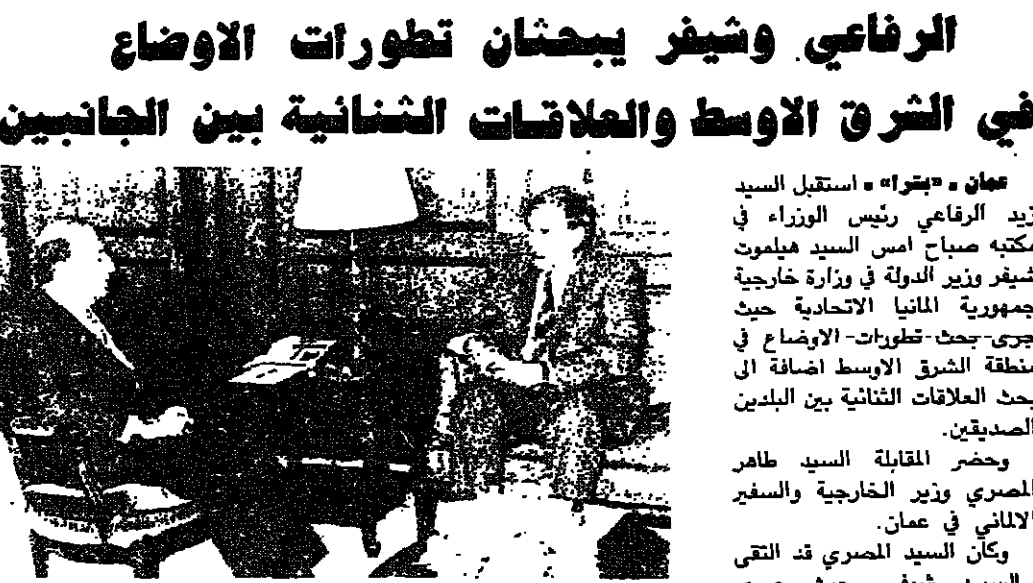 الرفاعي وشيفر يبحثان تطورات الاوضاع
في الشرق الاوسط والعلاقات الثنائية بين الجانبين
عمان ـ «بترا» ـ استقبل السيد
زيد الرفاعي رئيس الوزراء في
مكتبه صباح امس السيد هيلموت
شيفر وزير الدولة في وزارة خارجية
جمهورية المانيا الاتحادية حيث
جرى بحث تطورات الاوضاع في
منطقة الشرق الاوسط اضافة الى
بحث العلاقات الثنائية بين البلدين
الصديقين.
وحضر المقابلة السيد طاهر
المصري وزير الخارجية والسفير
الالماني في عمان.
وكان السيد المصري قد التقى